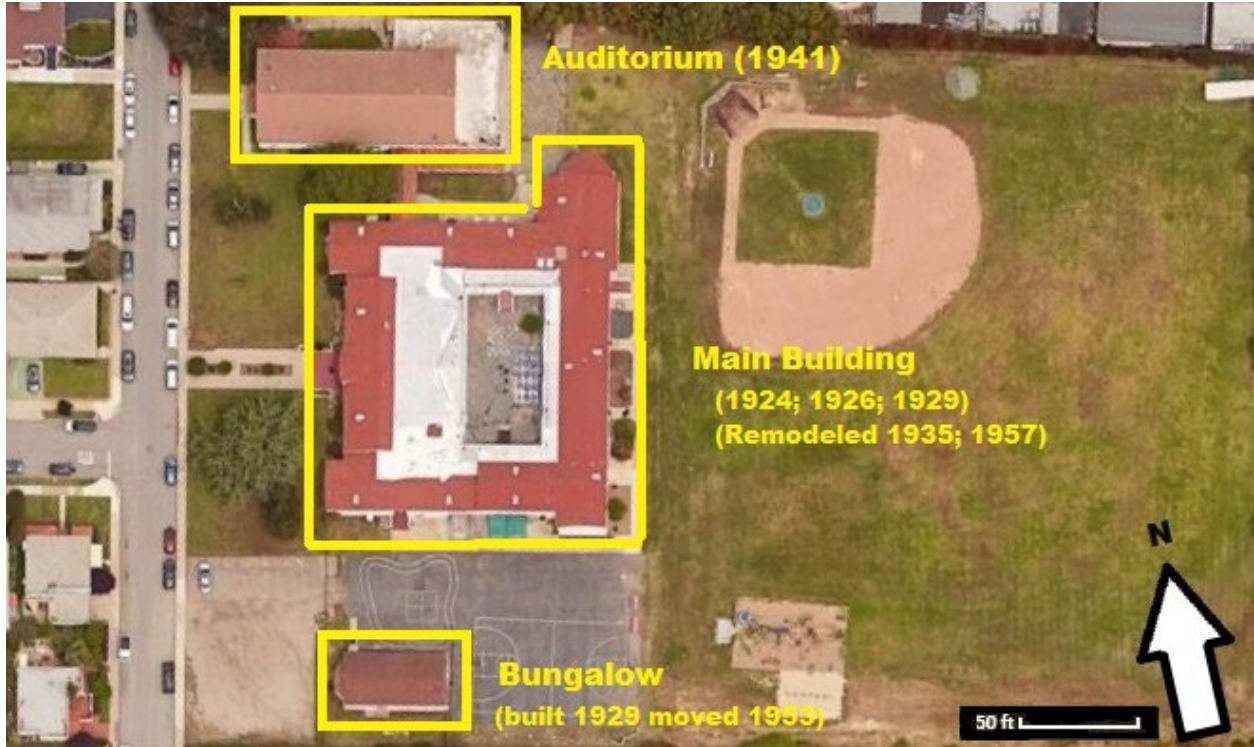 Auditorium (1941)
Main Building
(1924; 1926; 1929)
(Remodeled 1935; 1957)
N
Bungalow
(built 1929 moved 1953)
50 ft